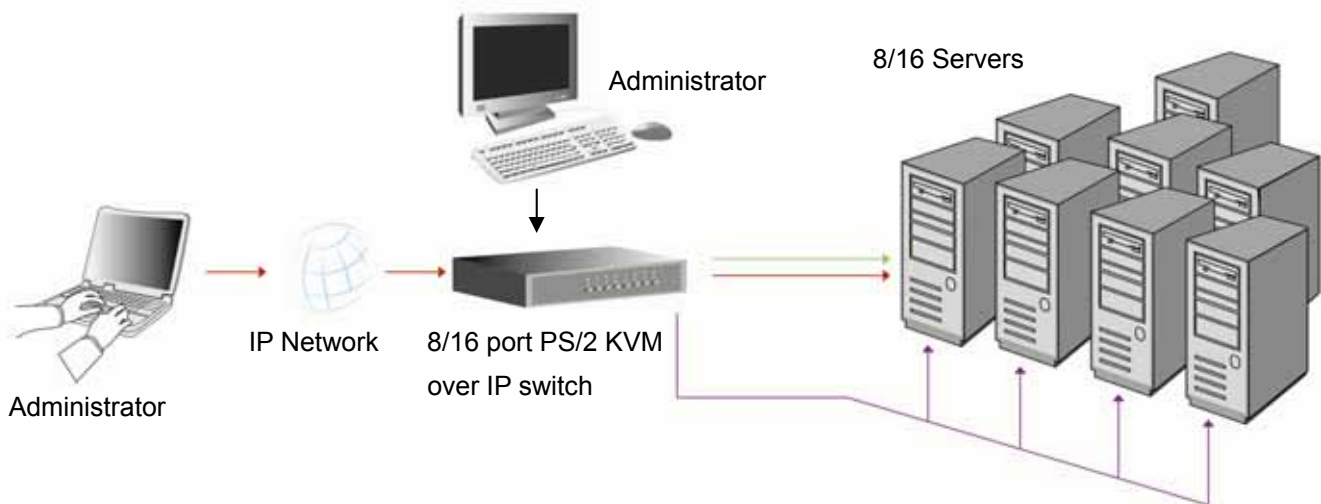 8/16 Servers
Administrator
IP Network
8/16 port PS/2 KVM
over IP switch
Administrator